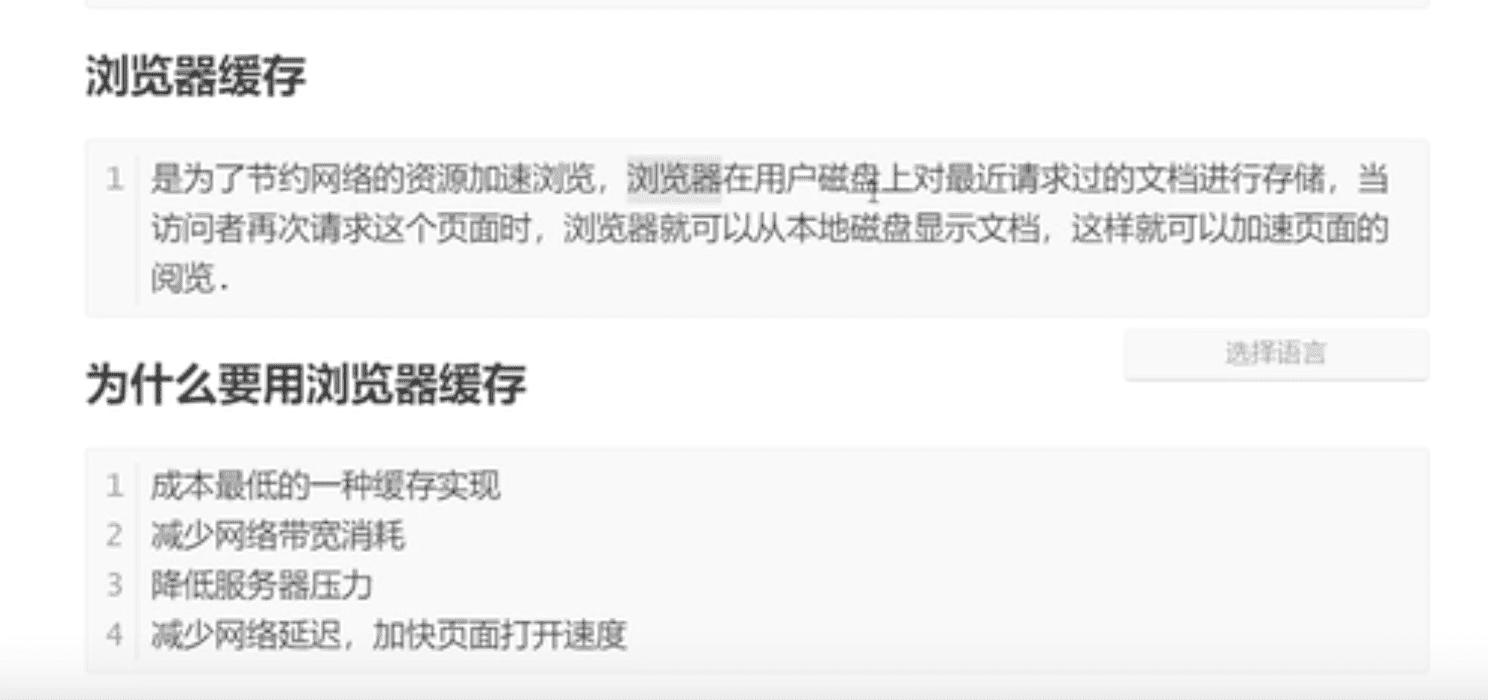 浏览器缓存
1 是为了节约网络的资源加速浏览，浏览器在用户磁盘上对最近请求过的文档进行存储，当
访问者再次请求这个页面时，浏览器就可以从本地磁盘显示文档，这样就可以加速页面的
阅览.
选择语言
为什么要用浏览器缓存
1 成本最低的一种缓存实现
2 减少网络带宽消耗
3 降低服务器压力
4 减少网络延迟，加快页面打开速度